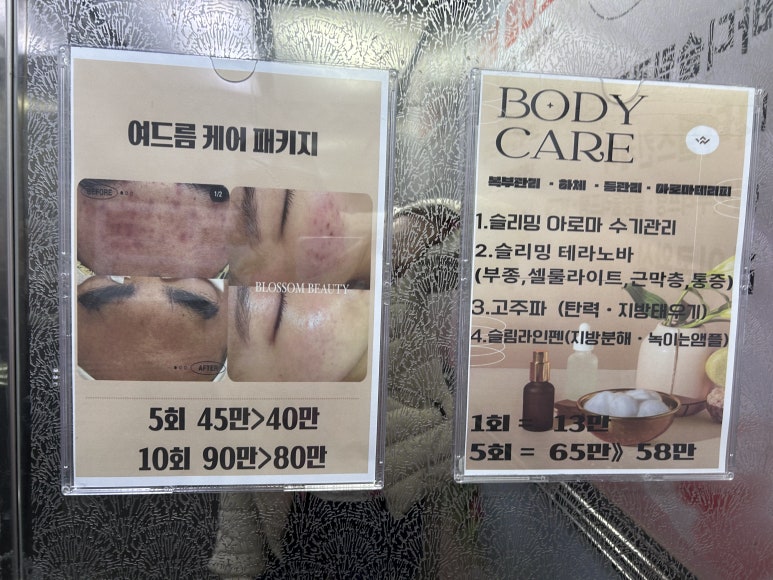 여드름 케어 패키지
BEFORE
1/2
BLOSSOM BEAUTY
AFTER
5회 45만>40만
10회 90만>80만
BODY
CARE
복부관리 · 하체 · 등관리 · 아로마테라피
1.슬리밍 아로마 수기관리
2.슬리밍 테라노바
(부종,셀룰라이트,근막층,통증)
3.고주파 (탄력 · 지방태우기)
4.슬림라인펜(지방분해 · 녹이는앰플)
1회 = 13만
5회 = 65만》 58만